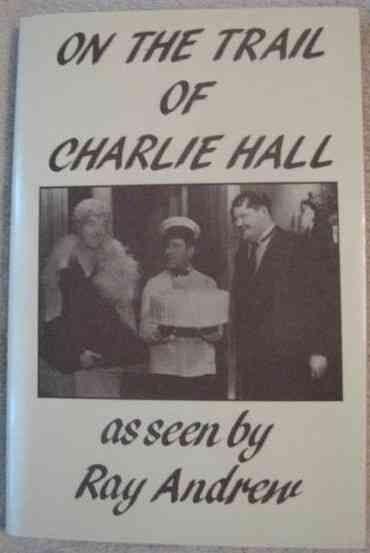 ON THE TRAIL
OF
CHARLIE HALL
as seen by
Ray Andrew